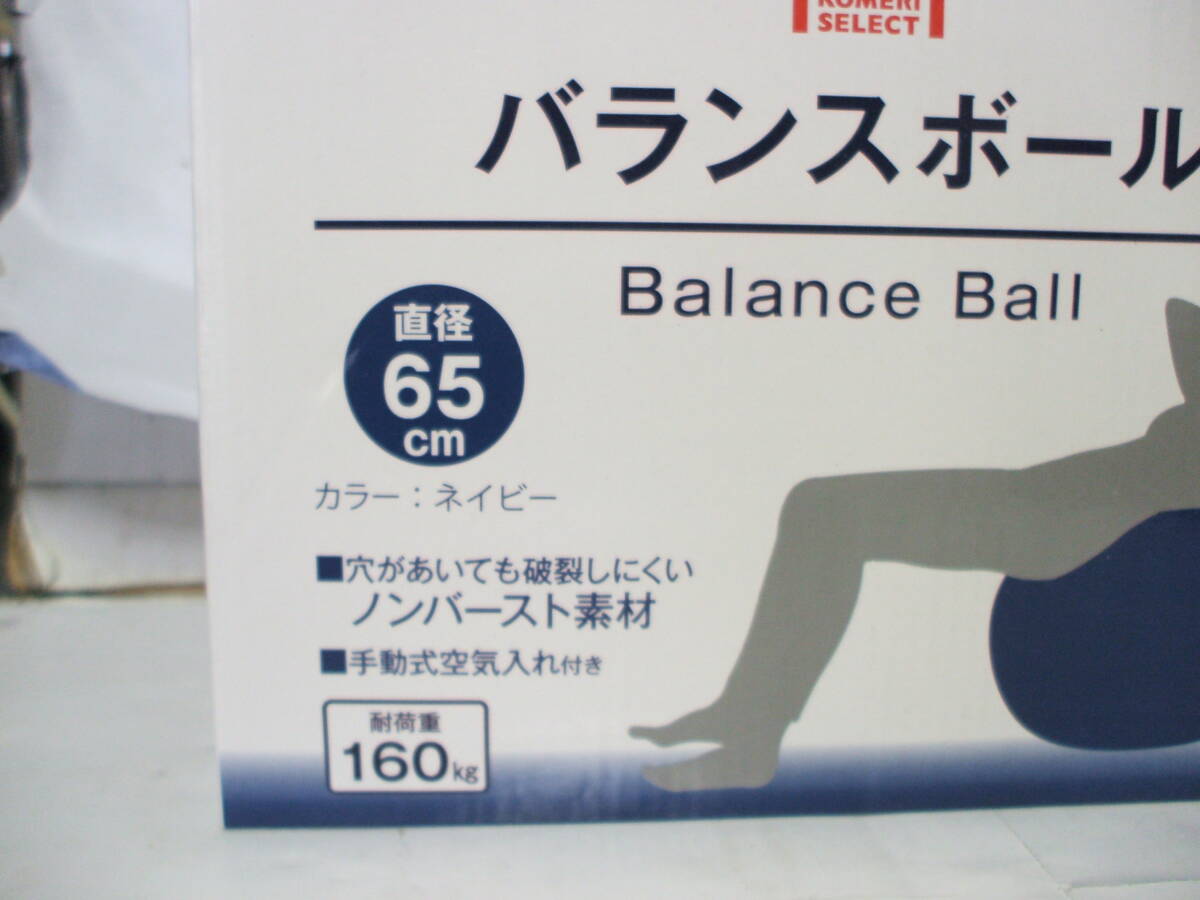 KOMERI
SELECT
バランスボール
Balance Ball
直径
65
cm
カラー：ネイビー
■穴があいても破裂しにくい
ノンバースト素材
■手動式空気入れ付き
耐荷重
160kg